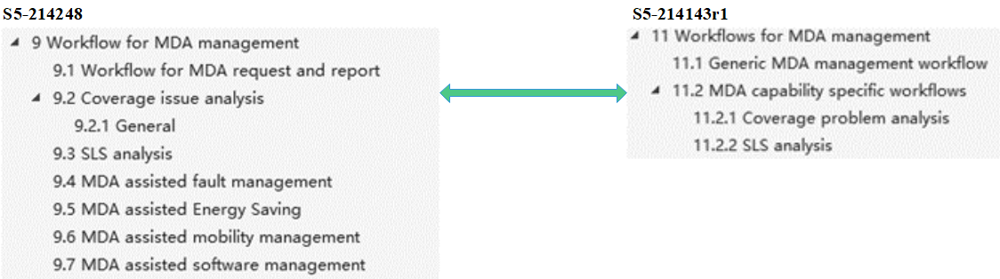 S5-214248
9 Workflow for MDA management
9.1 Workflow for MDA request and report
9.2 Coverage issue analysis
9.2.1 General
9.3 SLS analysis
9.4 MDA assisted fault management
9.5 MDA assisted Energy Saving
9.6 MDA assisted mobility management
9.7 MDA assisted software management
S5-214143r1
11 Workflows for MDA management
11.1 Generic MDA management workflow
11.2 MDA capability specific workflows
11.2.1 Coverage problem analysis
11.2.2 SLS analysis